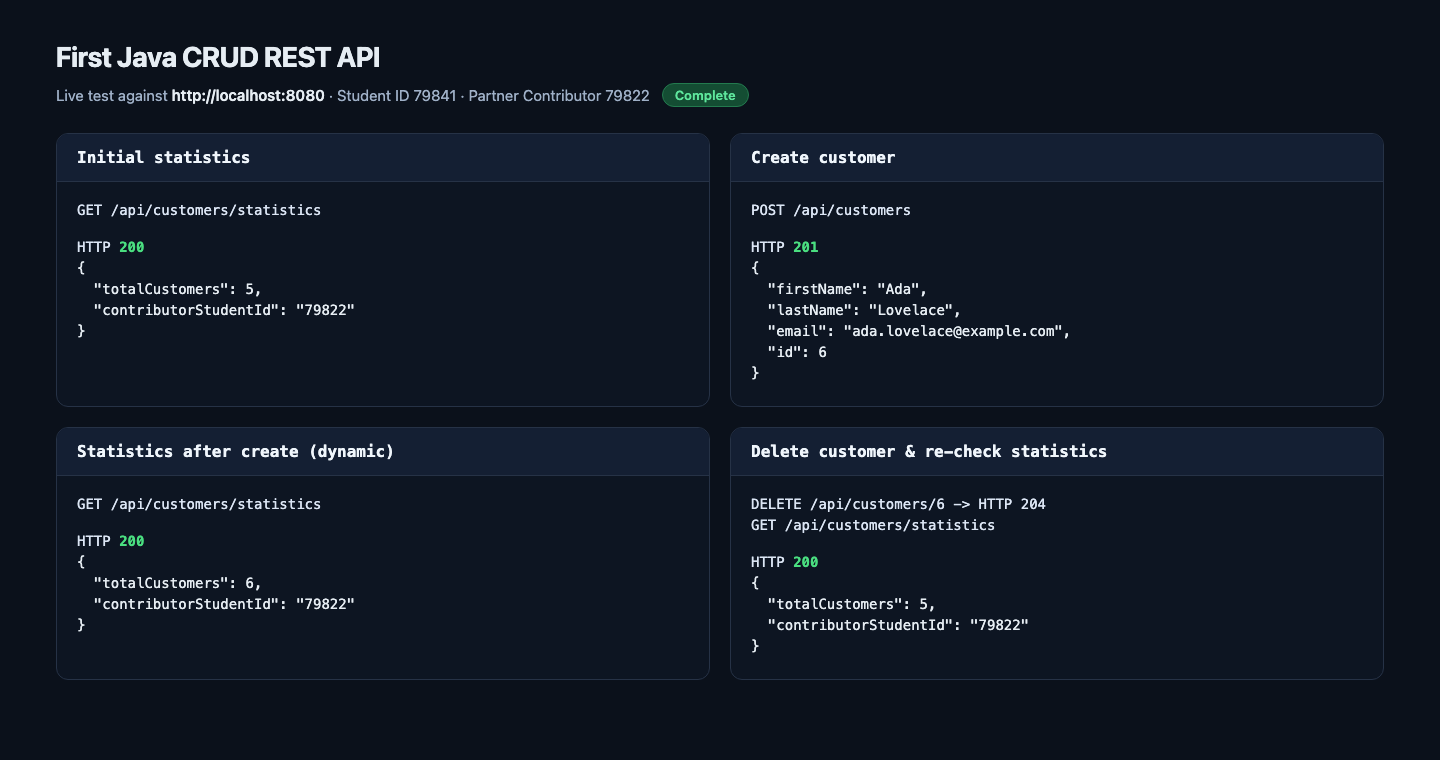 First Java CRUD REST API
Live test against http://localhost:8080 · Student ID 79841 · Partner Contributor 79822 Complete
Initial statistics
GET /api/customers/statistics
HTTP 200
{
  "totalCustomers": 5,
  "contributorStudentId": "79822"
}
Create customer
POST /api/customers
HTTP 201
{
  "firstName": "Ada",
  "lastName": "Lovelace",
  "email": "ada.lovelace@example.com",
  "id": 6
}
Statistics after create (dynamic)
GET /api/customers/statistics
HTTP 200
{
  "totalCustomers": 6,
  "contributorStudentId": "79822"
}
Delete customer & re-check statistics
DELETE /api/customers/6 -> HTTP 204
GET /api/customers/statistics
HTTP 200
{
  "totalCustomers": 5,
  "contributorStudentId": "79822"
}